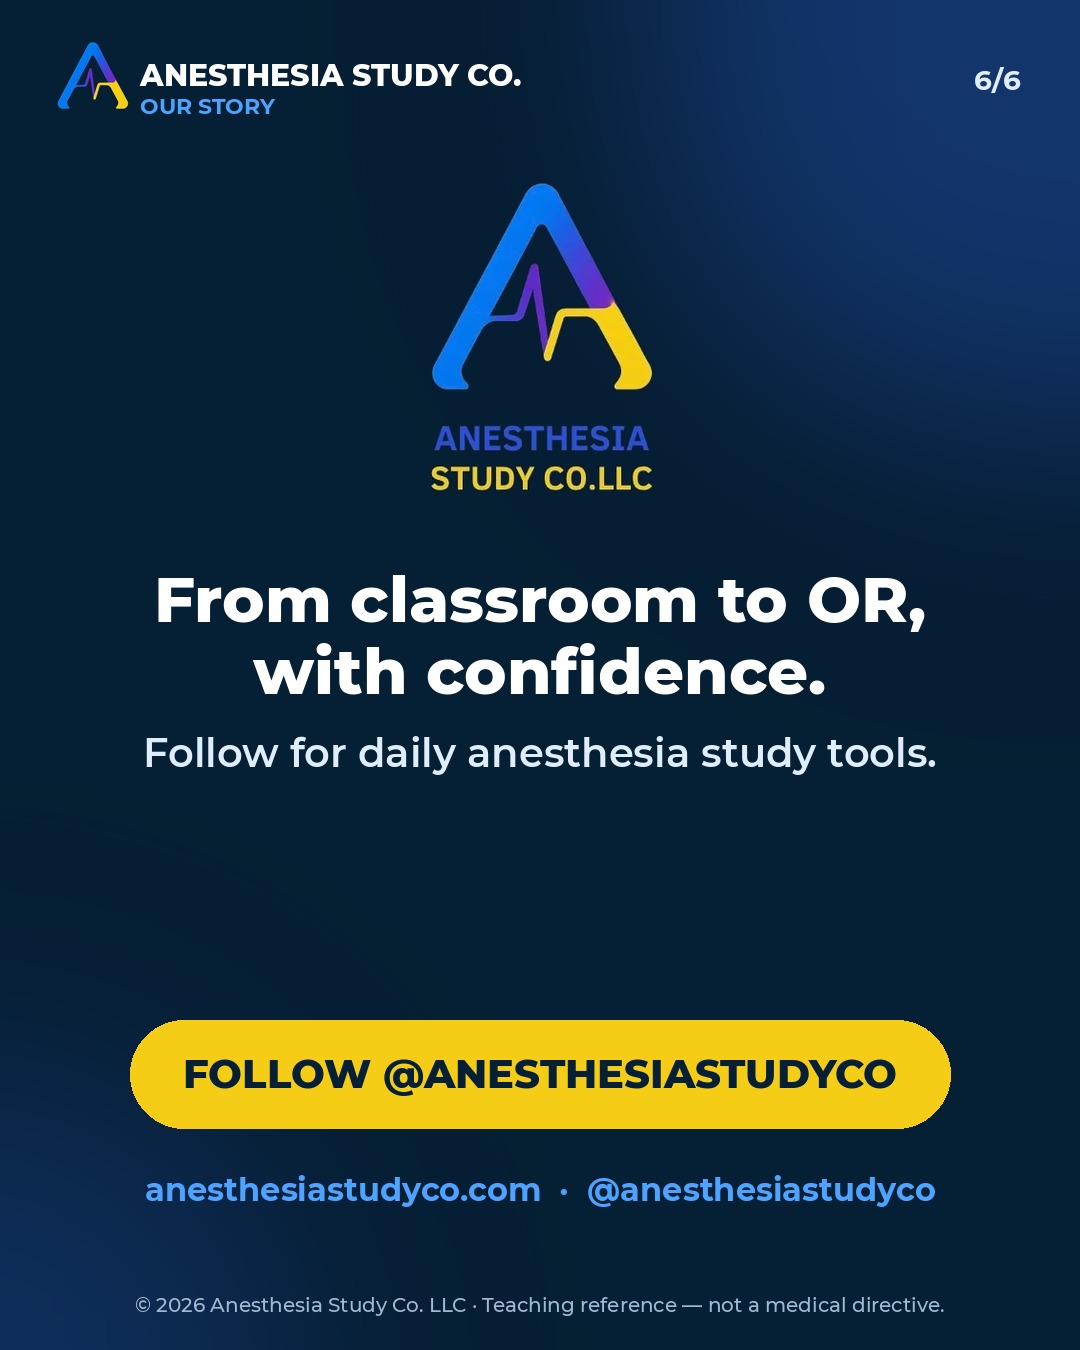 ANESTHESIA STUDY CO.
OUR STORY
6/6
ANESTHESIA
STUDY CO.LLC
From classroom to OR,
with confidence.
Follow for daily anesthesia study tools.
FOLLOW @ANESTHESIASTUDYCO
anesthesiastudyco.com · @anesthesiastudyco
© 2026 Anesthesia Study Co. LLC · Teaching reference — not a medical directive.